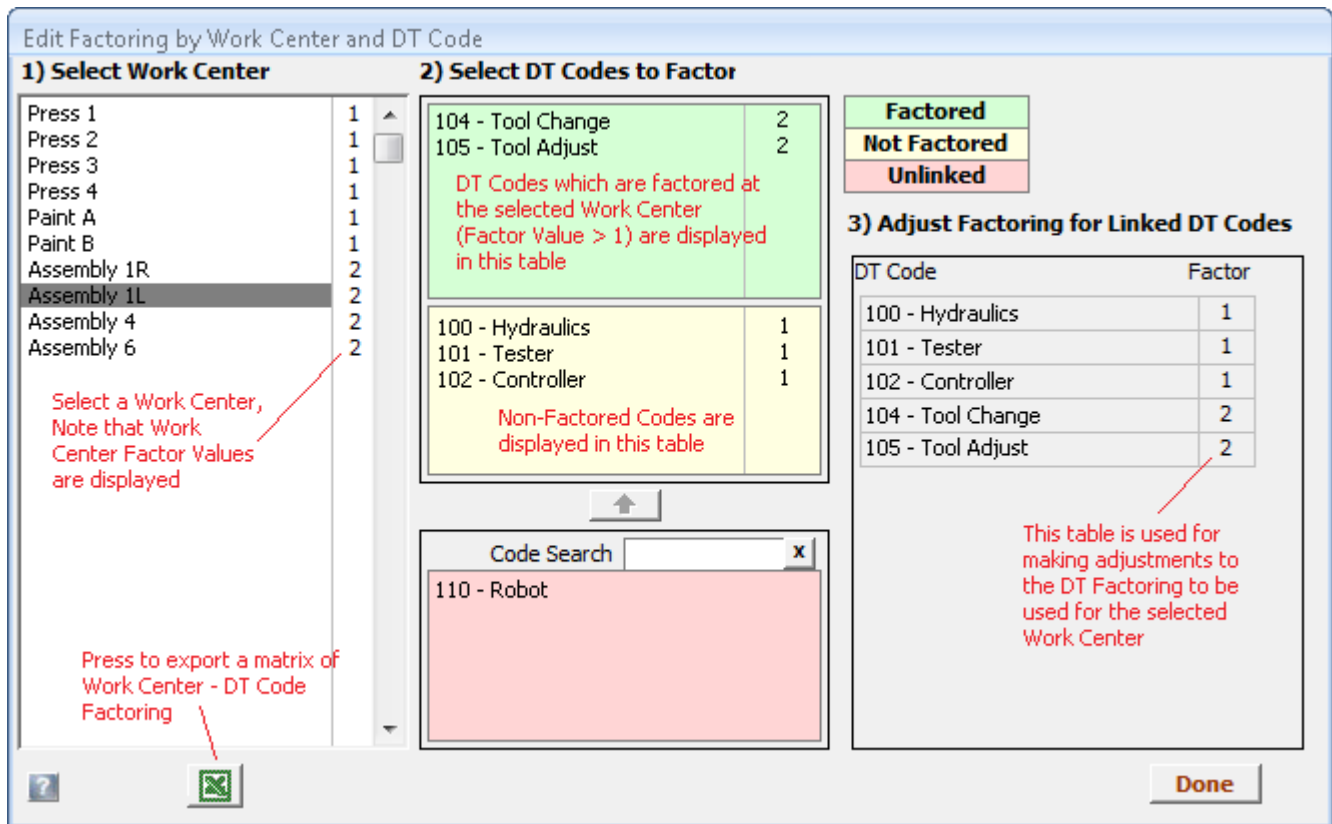 Edit Factoring by Work Center and DT Code
1) Select Work Center
Press 1 1
Press 2 1
Press 3 1
Press 4 1
Paint A 1
Paint B 1
Assembly 1R 2
Assembly 1L 2
Assembly 4 2
Assembly 6 2
Select a Work Center,
Note that Work
Center Factor Values
are displayed
Press to export a matrix of
Work Center - DT Code
Factoring
?
2) Select DT Codes to Factor
104 - Tool Change 2
105 - Tool Adjust 2
DT Codes which are factored at
the selected Work Center
(Factor Value > 1) are displayed
in this table
100 - Hydraulics 1
101 - Tester 1
102 - Controller 1
Non-Factored Codes are
displayed in this table
Code Search x
110 - Robot
Factored
Not Factored
Unlinked
3) Adjust Factoring for Linked DT Codes
DT Code Factor
100 - Hydraulics 1
101 - Tester 1
102 - Controller 1
104 - Tool Change 2
105 - Tool Adjust 2
This table is used for
making adjustments to
the DT Factoring to be
used for the selected
Work Center
Done